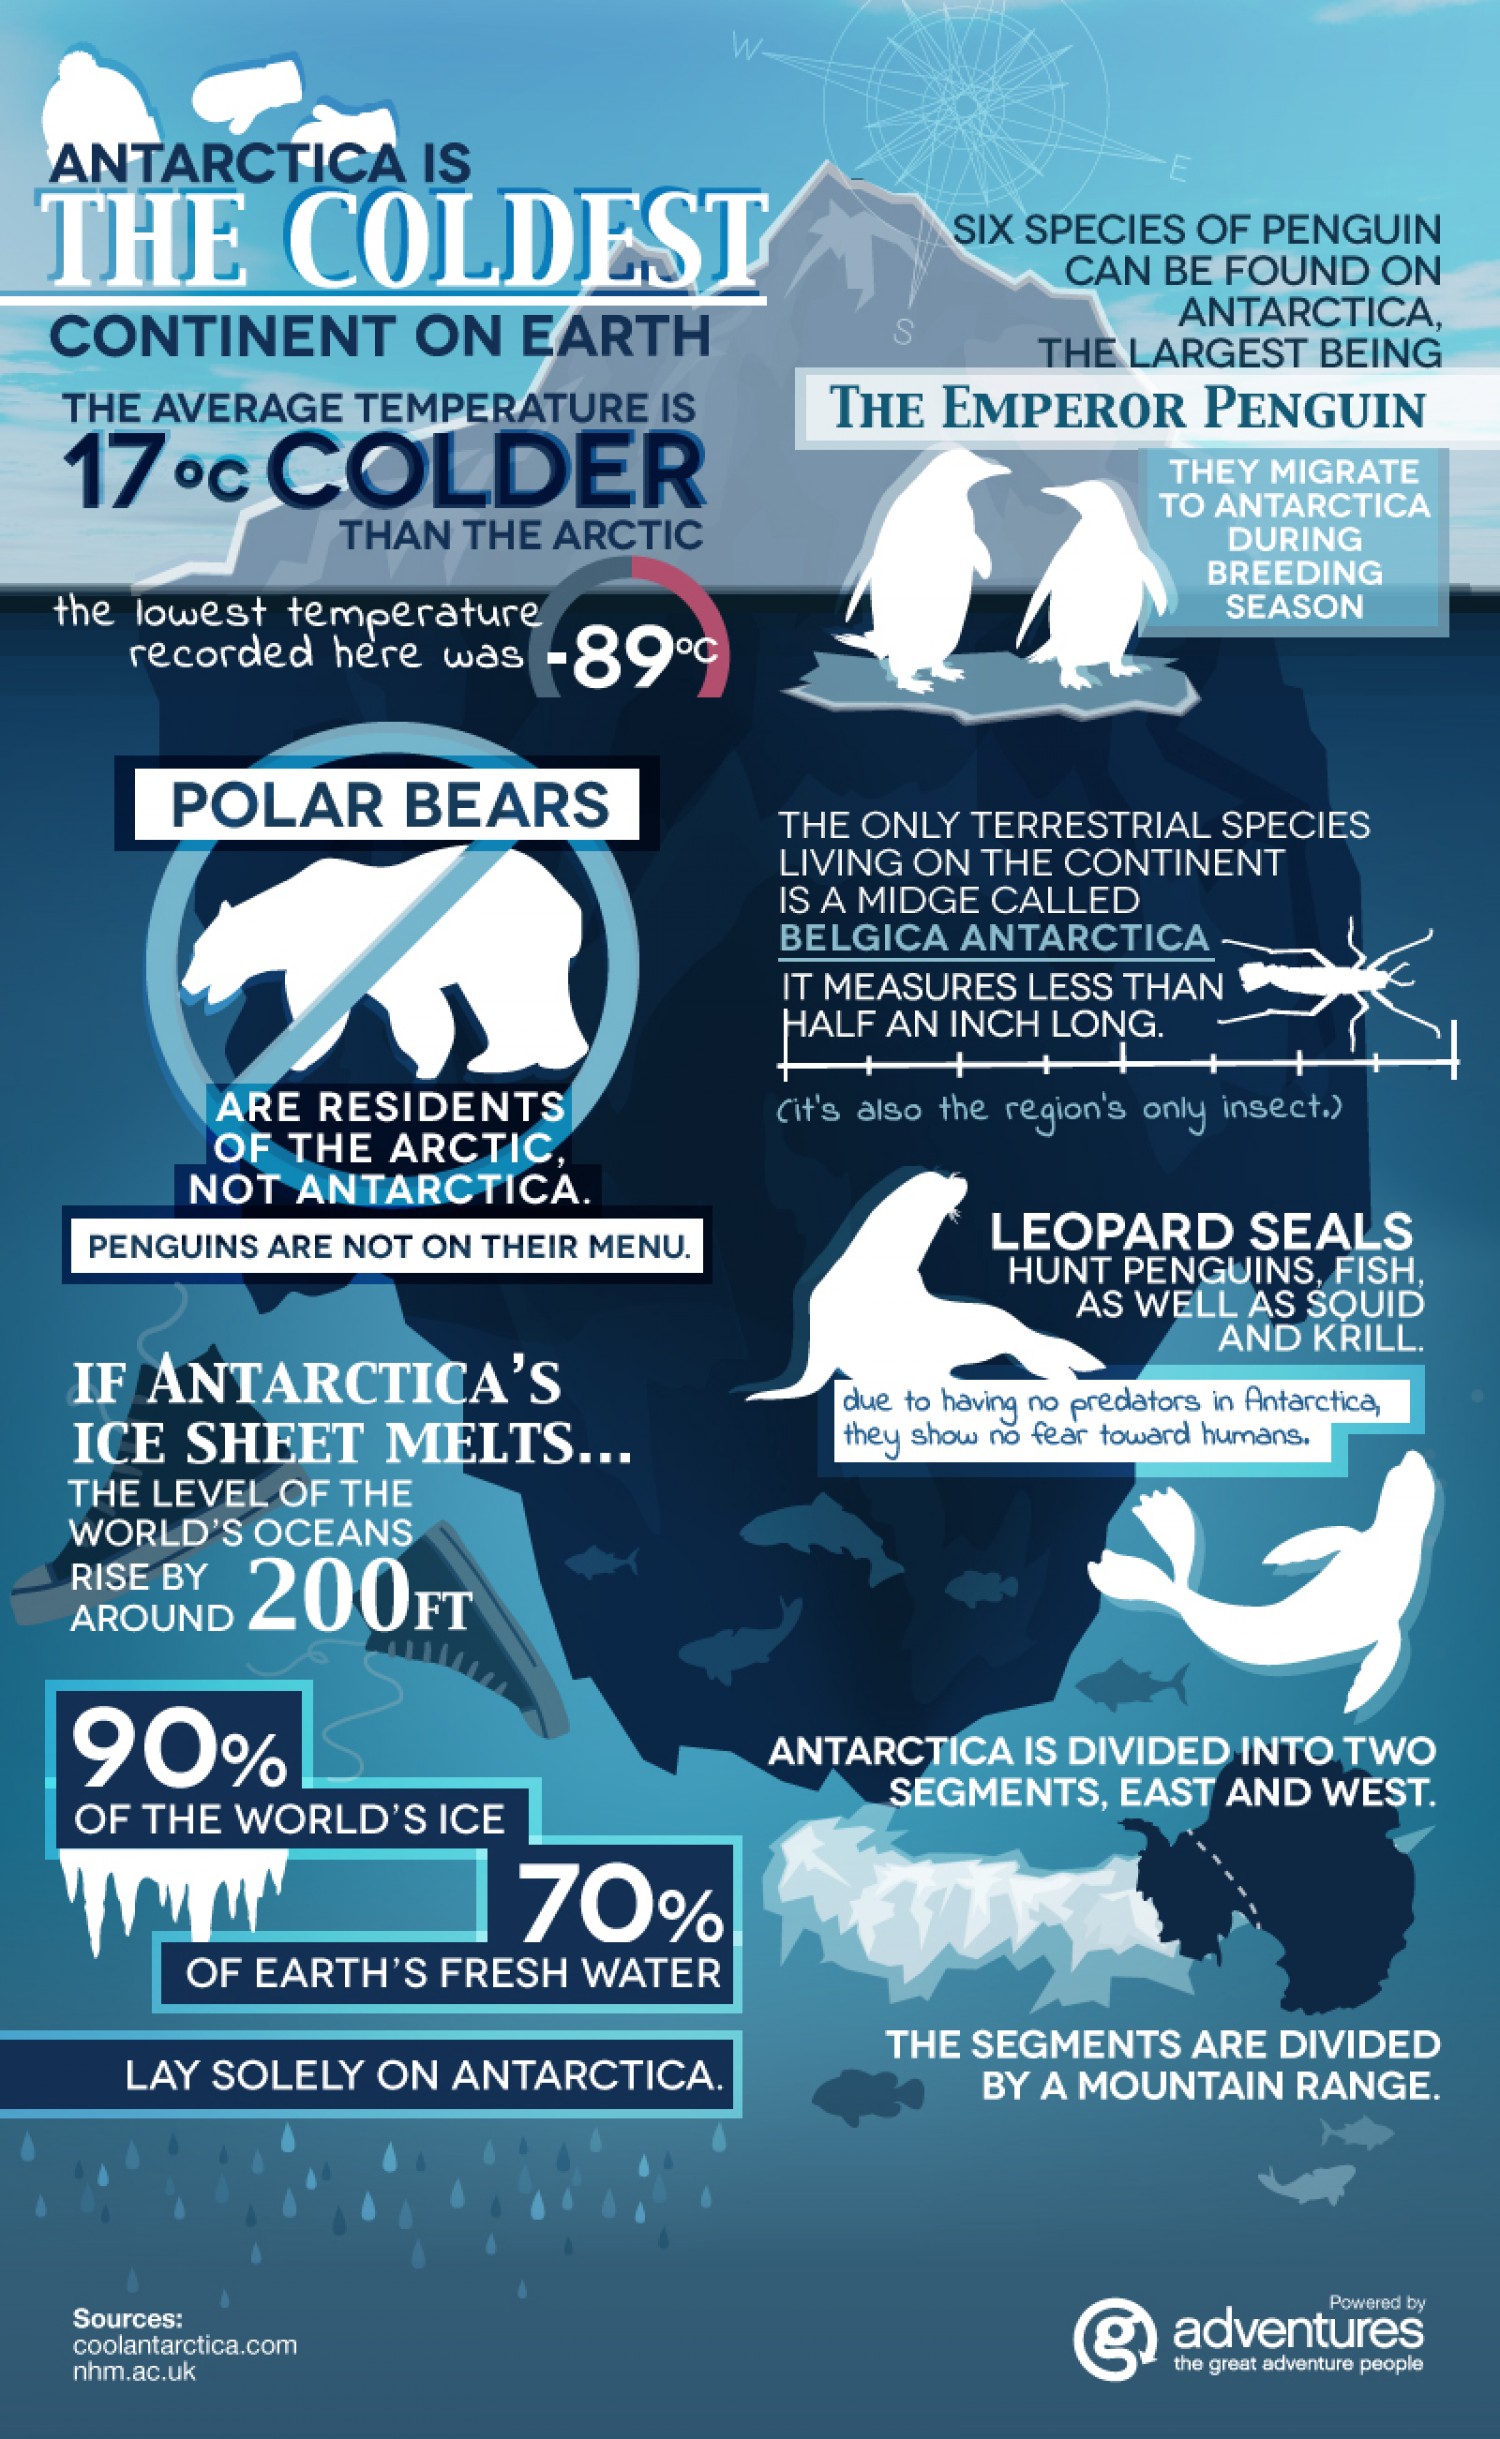 W
E
S
ANTARCTICA IS
THE COLDEST
CONTINENT ON EARTH
THE AVERAGE TEMPERATURE IS
17°C COLDER
THAN THE ARCTIC
the lowest temperature
recorded here was -89°C
SIX SPECIES OF PENGUIN
CAN BE FOUND ON
ANTARCTICA,
THE LARGEST BEING
THE EMPEROR PENGUIN
THEY MIGRATE
TO ANTARCTICA
DURING
BREEDING
SEASON
POLAR BEARS
ARE RESIDENTS
OF THE ARCTIC,
NOT ANTARCTICA.
PENGUINS ARE NOT ON THEIR MENU.
THE ONLY TERRESTRIAL SPECIES
LIVING ON THE CONTINENT
IS A MIDGE CALLED
BELGICA ANTARCTICA
IT MEASURES LESS THAN
HALF AN INCH LONG.
(it's also the region's only insect.)
LEOPARD SEALS
HUNT PENGUINS, FISH,
AS WELL AS SQUID
AND KRILL.
due to having no predators in Antarctica,
they show no fear toward humans.
IF ANTARCTICA'S
ICE SHEET MELTS...
THE LEVEL OF THE
WORLD'S OCEANS
RISE BY
AROUND 200FT
90%
OF THE WORLD'S ICE
70%
OF EARTH'S FRESH WATER
LAY SOLELY ON ANTARCTICA.
ANTARCTICA IS DIVIDED INTO TWO
SEGMENTS, EAST AND WEST.
THE SEGMENTS ARE DIVIDED
BY A MOUNTAIN RANGE.
Sources:
coolantarctica.com
nhm.ac.uk
Powered by
g adventures
the great adventure people